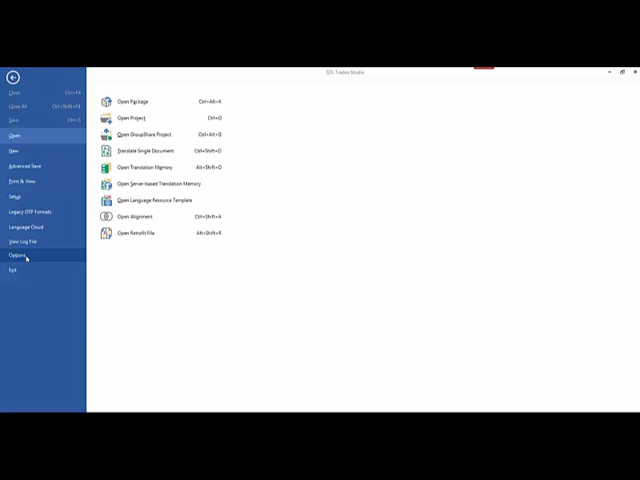 SDL Trados Studio
Close Ctrl+F4
Close All Ctrl+Shift+F4
Save Ctrl+S
Open
New
Advanced Save
Print & View
Setup
Legacy DTP Formats
Language Cloud
View Log File
Options
Exit
Open Package Ctrl+Alt+K
Open Project Ctrl+O
Open GroupShare Project Ctrl+Alt+G
Translate Single Document Ctrl+Shift+O
Open Translation Memory Alt+Shift+O
Open Server-based Translation Memory
Open Language Resource Template
Open Alignment Ctrl+Shift+A
Open Retrofit File Alt+Shift+R